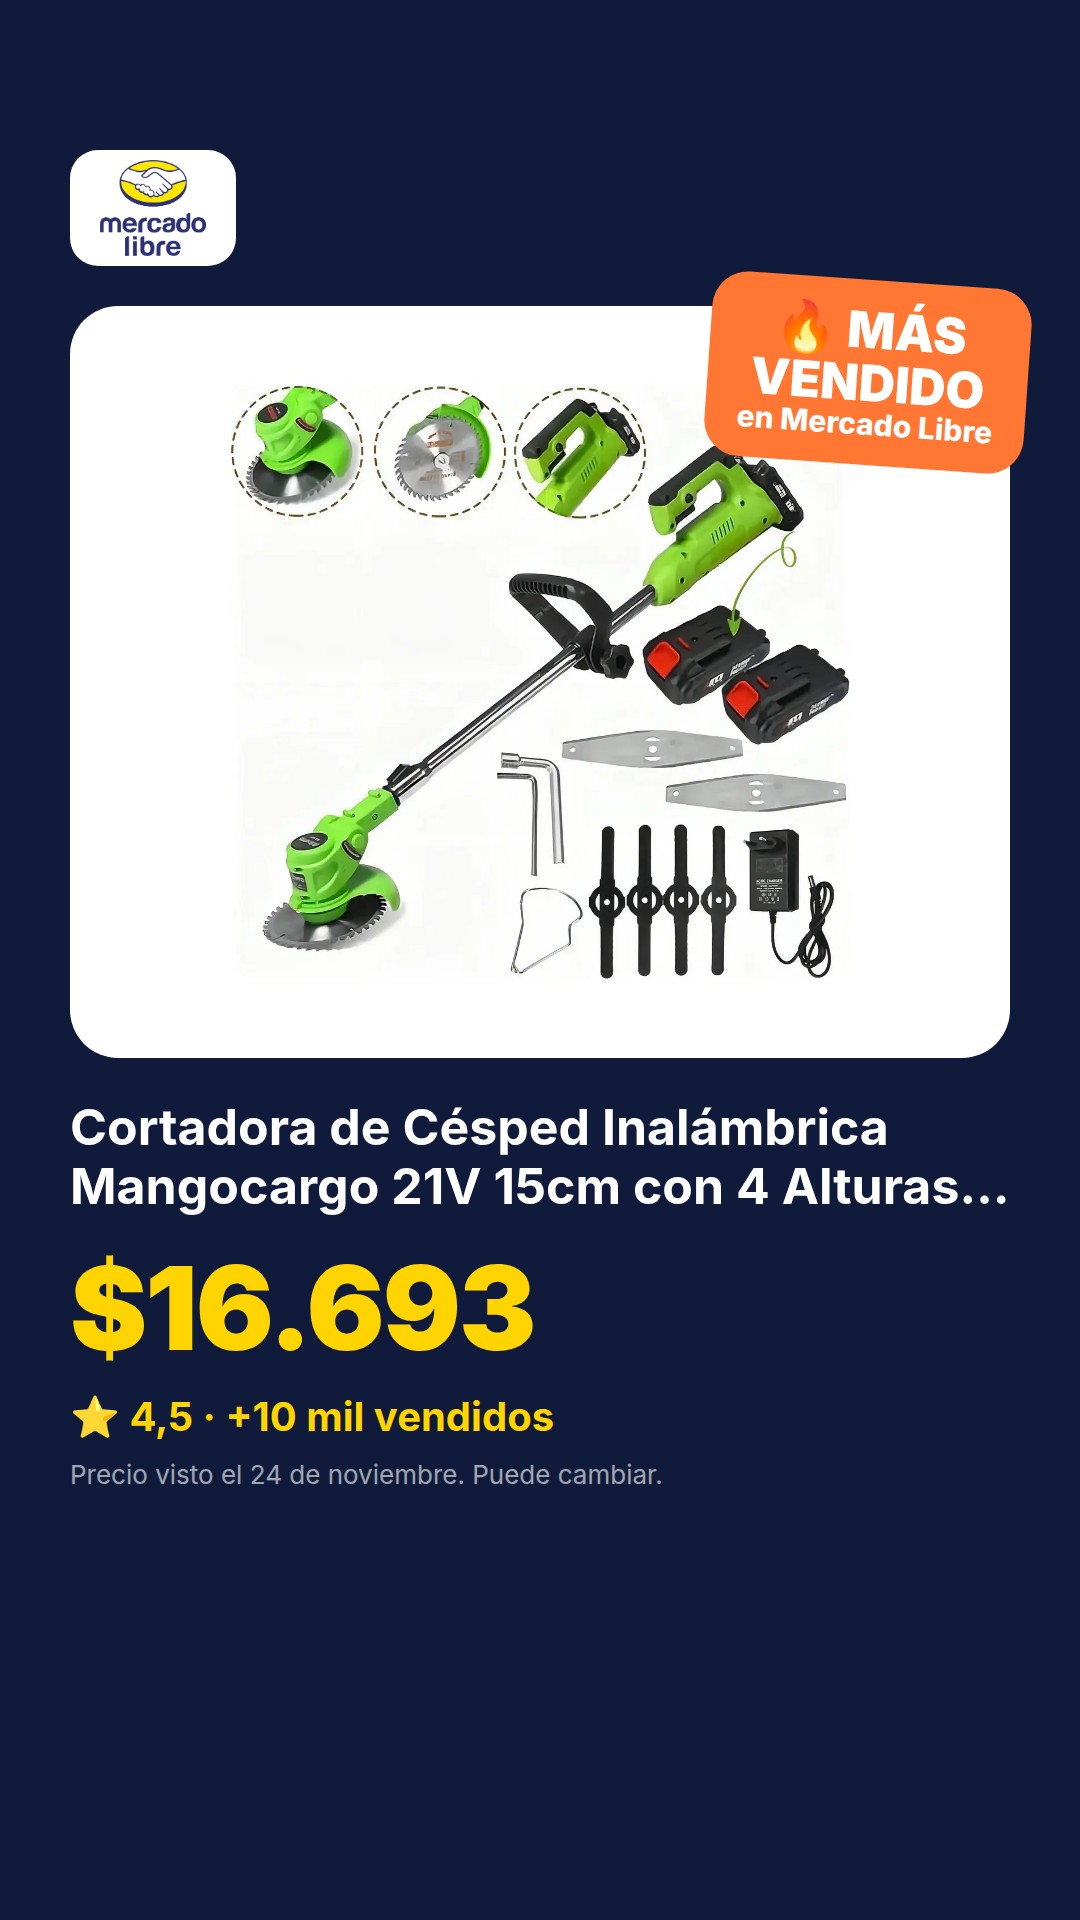 mercado
libre
🔥 MÁS
VENDIDO
en Mercado Libre
Cortadora de Césped Inalámbrica
Mangocargo 21V 15cm con 4 Alturas...
$16.693
⭐ 4,5 · +10 mil vendidos
Precio visto el 24 de noviembre. Puede cambiar.